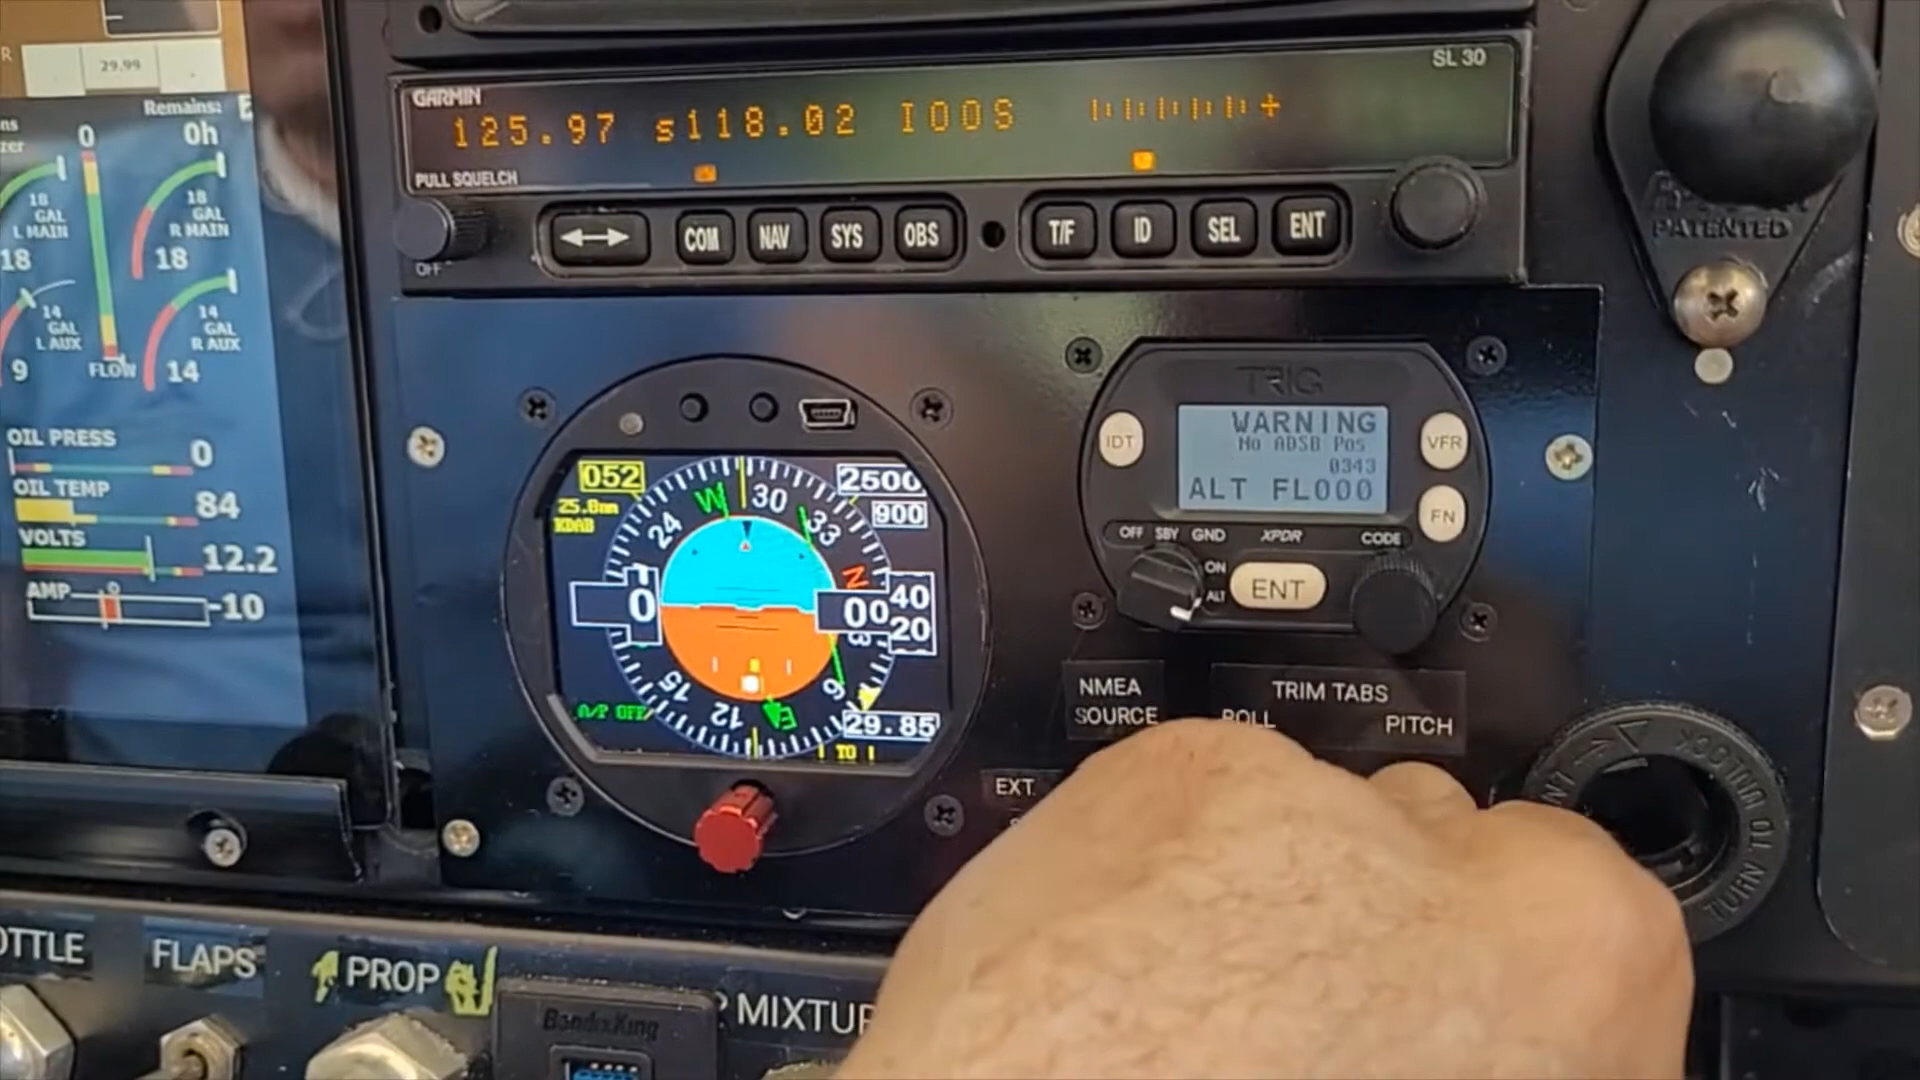 29.99
Remains:
0h
0
18
GAL
L MAIN
18
18
GAL
R MAIN
18
14
GAL
L AUX
9
FLOW
14
GAL
R AUX
14
OIL PRESS
0
OIL TEMP
84
VOLTS
12.2
AMP
0
-10
GARMIN
SL 30
125.97 s118.02 IOOS
PULL SQUELCH
OFF
COM
NAV
SYS
OBS
T/F
ID
SEL
ENT
PATENTED
052
25.8nm
KDAB
2500
900
W
30
33
N
24
15
12
E
6
0
00
40
20
A/P OFF
29.85
TO
TRIG
IDT
WARNING
No ADSB Pos
0343
ALT FL000
VFR
FN
OFF
SBY
GND
XPDR
CODE
ON
ALT
ENT
NMEA
SOURCE
TRIM TABS
ROLL
PITCH
EXT
TURN TO UNLOCK
FLAPS
PROP
BendixKing